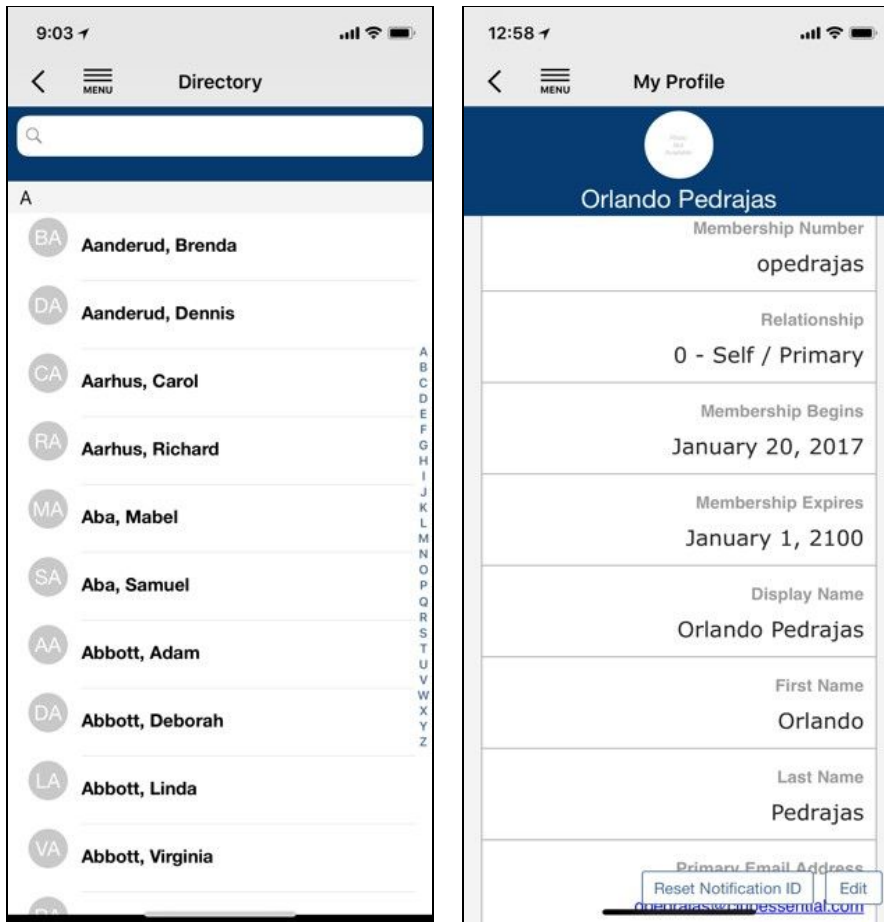 9:03
MENU
Directory
A
BA
Aanderud, Brenda
DA
Aanderud, Dennis
CA
Aarhus, Carol
RA
Aarhus, Richard
MA
Aba, Mabel
SA
Aba, Samuel
AA
Abbott, Adam
DA
Abbott, Deborah
LA
Abbott, Linda
VA
Abbott, Virginia
A
B
C
D
E
F
G
H
I
J
K
L
M
N
O
P
Q
R
S
T
U
V
W
X
Y
Z
12:58
MENU
My Profile
Orlando Pedrajas
Membership Number
opedrajas
Relationship
0 - Self / Primary
Membership Begins
January 20, 2017
Membership Expires
January 1, 2100
Display Name
Orlando Pedrajas
First Name
Orlando
Last Name
Pedrajas
Primary Email Address
Reset Notification ID
Edit